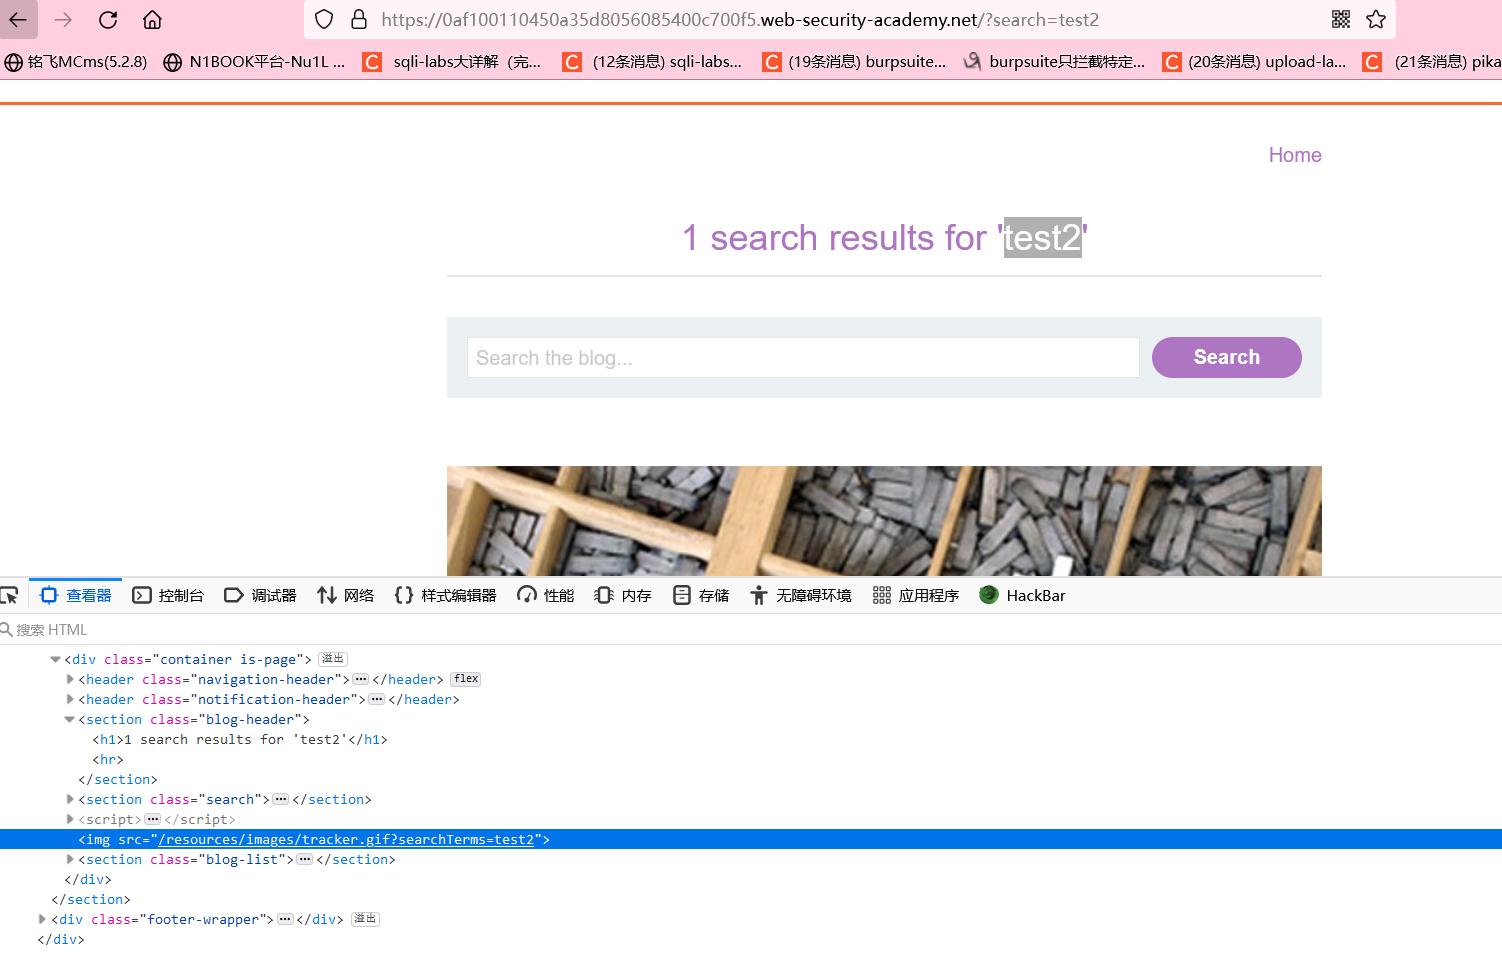 https://0af100110450a35d8056085400c700f5.web-security-academy.net/?search=test2
铭飞MCms(5.2.8) N1BOOK平台-Nu1L ... sqli-labs大详解（完... (12条消息) sqli-labs... (19条消息) burpsuite... burpsuite只拦截特定... (20条消息) upload-la... (21条消息) pika
Home
1 search results for 'test2'
Search the blog... Search
查看器 控制台 调试器 网络 样式编辑器 性能 内存 存储 无障碍环境 应用程序 HackBar
搜索 HTML
<div class="container is-page"> 溢出
<header class="navigation-header">...</header> flex
<header class="notification-header">...</header>
<section class="blog-header">
<h1>1 search results for 'test2'</h1>
<hr>
</section>
<section class="search">...</section>
<script>...</script>
<img src="/resources/images/tracker.gif?searchTerms=test2">
<section class="blog-list">...</section>
</div>
</section>
<div class="footer-wrapper">...</div> 溢出
</div>